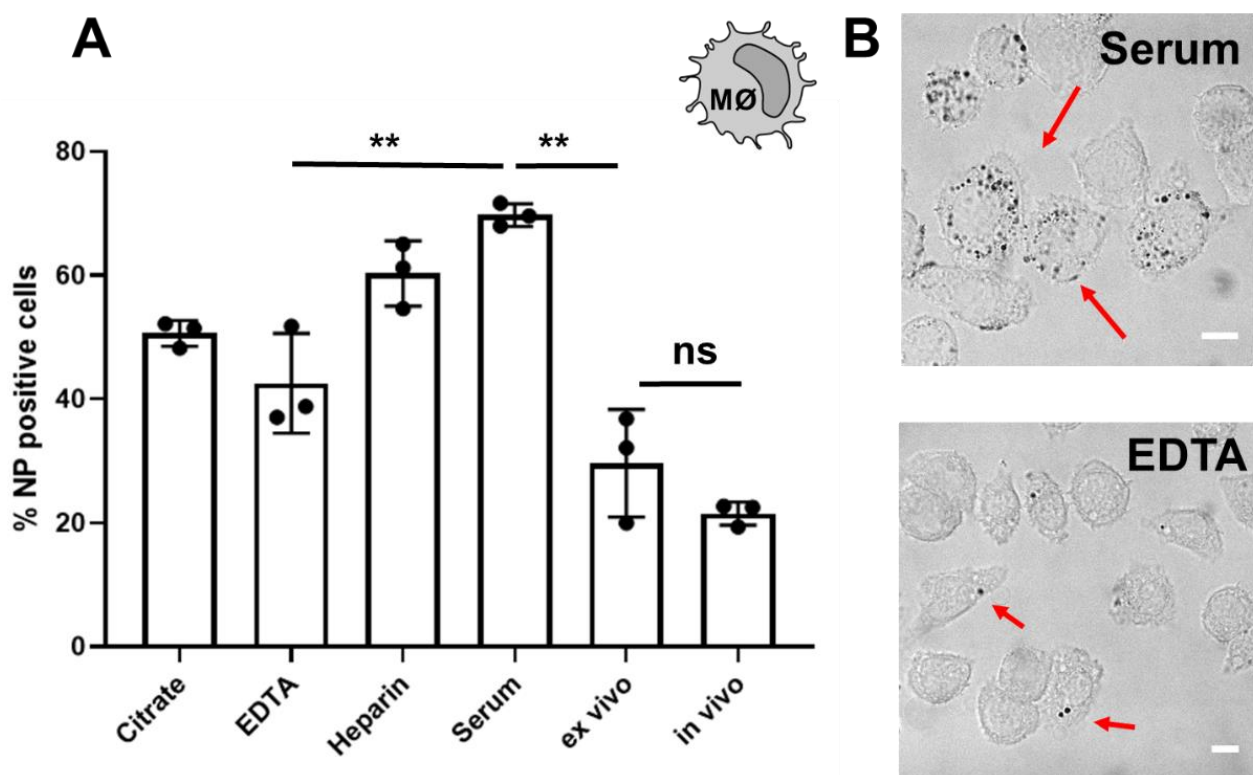 A
B
MØ
Serum
EDTA
% NP positive cells
80
60
40
20
0
**
**
ns
Citrate
EDTA
Heparin
Serum
ex vivo
in vivo